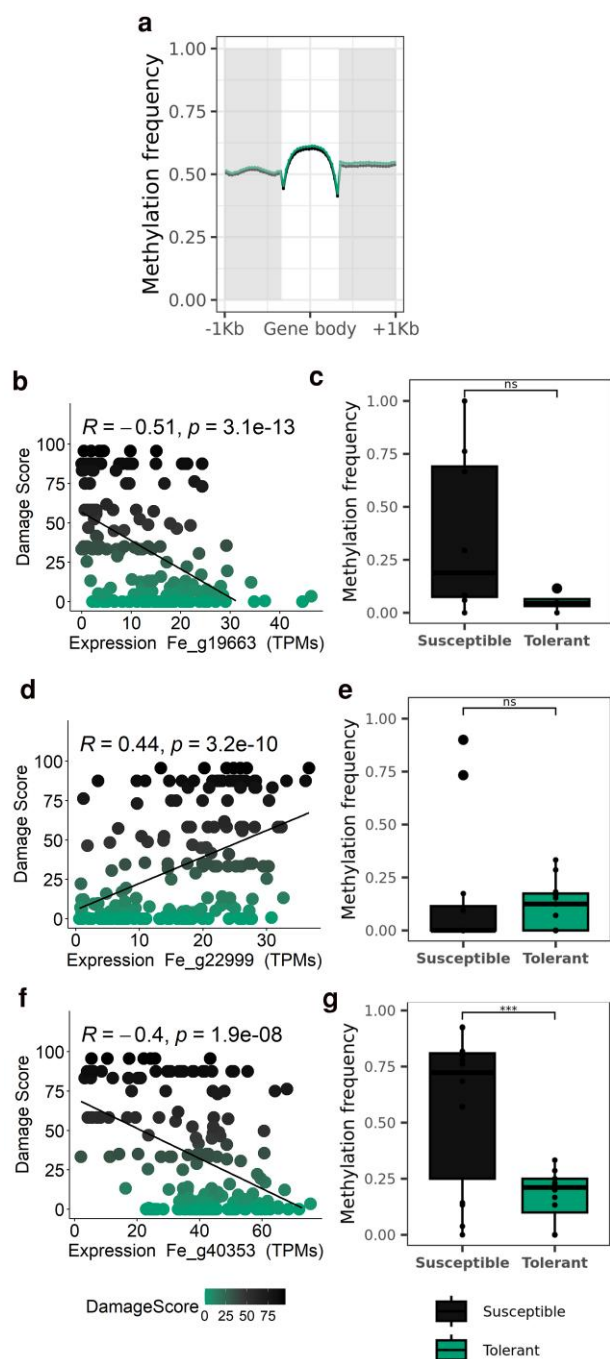 a
Methylation frequency
1.00
0.75
0.50
0.25
0.00
-1Kb Gene body +1Kb
b
R = −0.51, p = 3.1e-13
Damage Score
100
75
50
25
0
0 10 20 30 40
Expression Fe_g19663 (TPMs)
c
ns
Methylation frequency
1.00
0.75
0.50
0.25
0.00
Susceptible Tolerant
d
R = 0.44, p = 3.2e-10
Damage Score
100
75
50
25
0
0 10 20 30
Expression Fe_g22999 (TPMs)
e
ns
Methylation frequency
1.00
0.75
0.50
0.25
0.00
Susceptible Tolerant
f
R = −0.4, p = 1.9e-08
Damage Score
100
75
50
25
0
0 20 40 60
Expression Fe_g40353 (TPMs)
g
***
Methylation frequency
1.00
0.75
0.50
0.25
0.00
Susceptible Tolerant
DamageScore
0 25 50 75
Susceptible
Tolerant